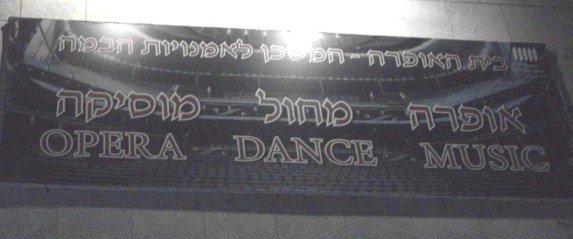 בית האופרה - המשכן לאמנויות הבמה
אופרה מחול מוסיקה
OPERA DANCE MUSIC